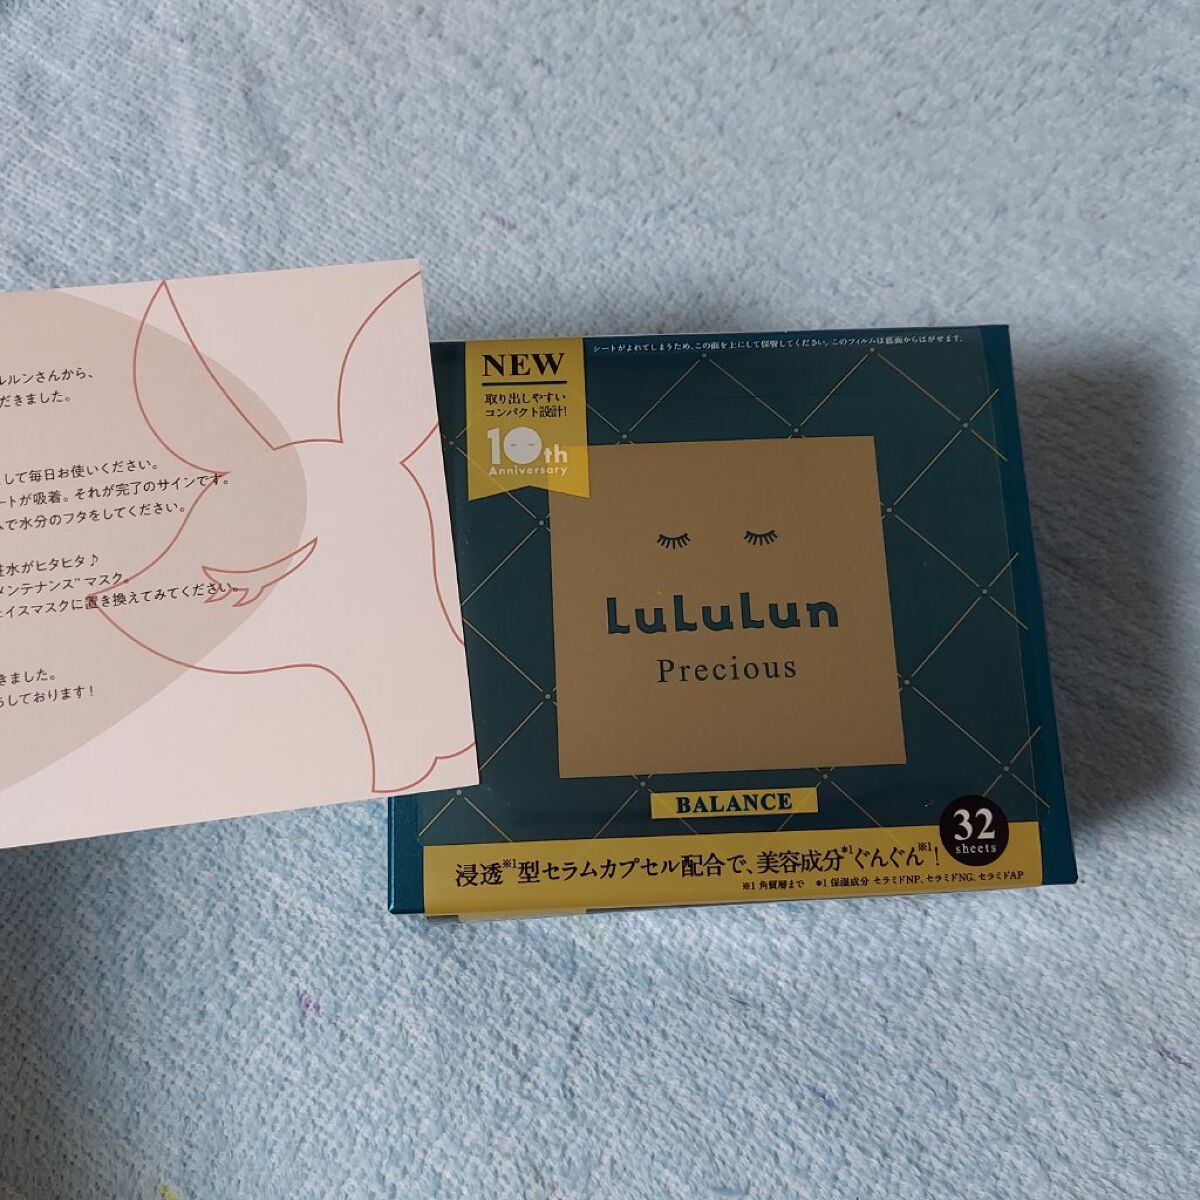 ルルンさんから、
だきました。
して毎日お使いください。
ートが吸着。それが完了のサインです。
で水分のフタをしてください。
粧水がヒタヒタ♪
メンテナンス”マスク。
ェイスマスクに置き換えてみてください。
きました。
しております！
シートがよれてしまうため、この面を上にして保管してください。このフィルムは底面からはがせます。
NEW
取り出しやすい
コンパクト設計!
10th
Anniversary
LuLuLun
Precious
BALANCE
32
sheets
浸透※1型セラムカプセル配合で、美容成分*1ぐんぐん※1!
※1 角質層まで *1 保湿成分 セラミドNP、セラミドNG、セラミドAP